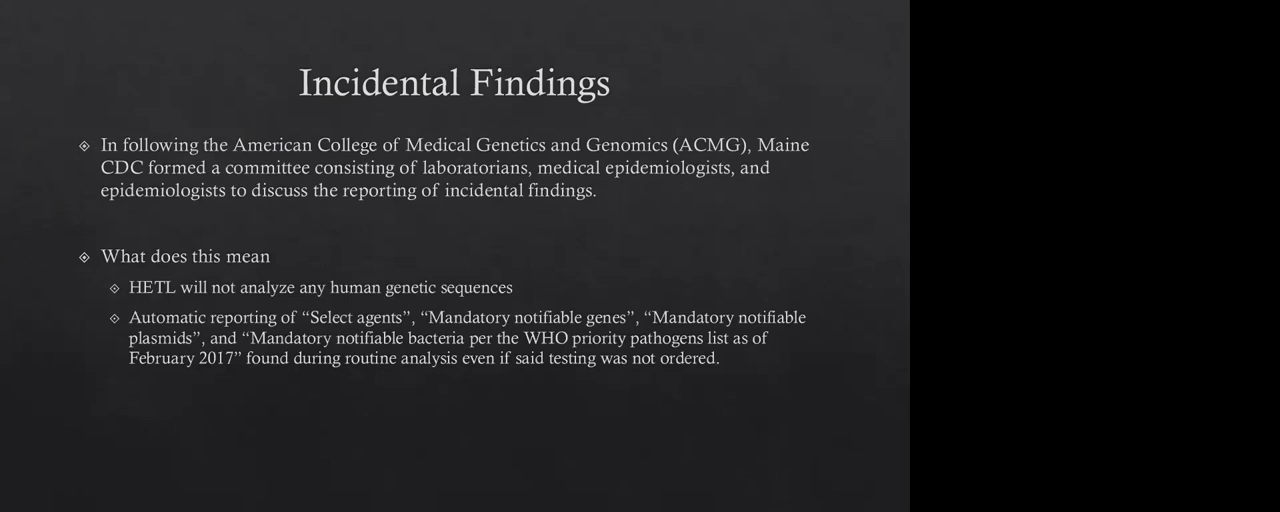 Incidental Findings
In following the American College of Medical Genetics and Genomics (ACMG), Maine
CDC formed a committee consisting of laboratorians, medical epidemiologists, and
epidemiologists to discuss the reporting of incidental findings.
What does this mean
HETL will not analyze any human genetic sequences
Automatic reporting of “Select agents”, “Mandatory notifiable genes”, “Mandatory notifiable
plasmids”, and “Mandatory notifiable bacteria per the WHO priority pathogens list as of
February 2017” found during routine analysis even if said testing was not ordered.